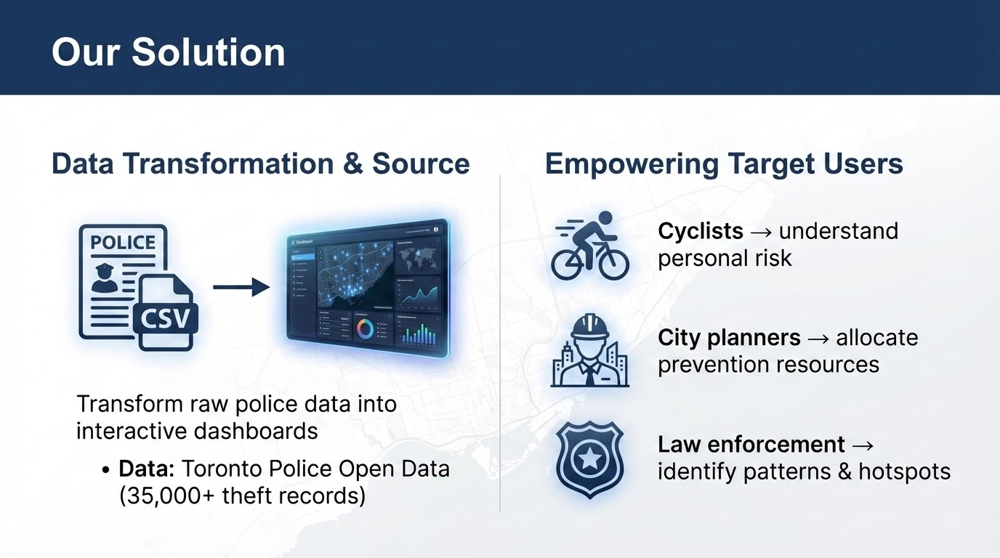 Our Solution
Data Transformation & Source
POLICE
CSV
Transform raw police data into
interactive dashboards
• Data: Toronto Police Open Data
(35,000+ theft records)
Empowering Target Users
Cyclists → understand
personal risk
City planners → allocate
prevention resources
Law enforcement →
identify patterns & hotspots